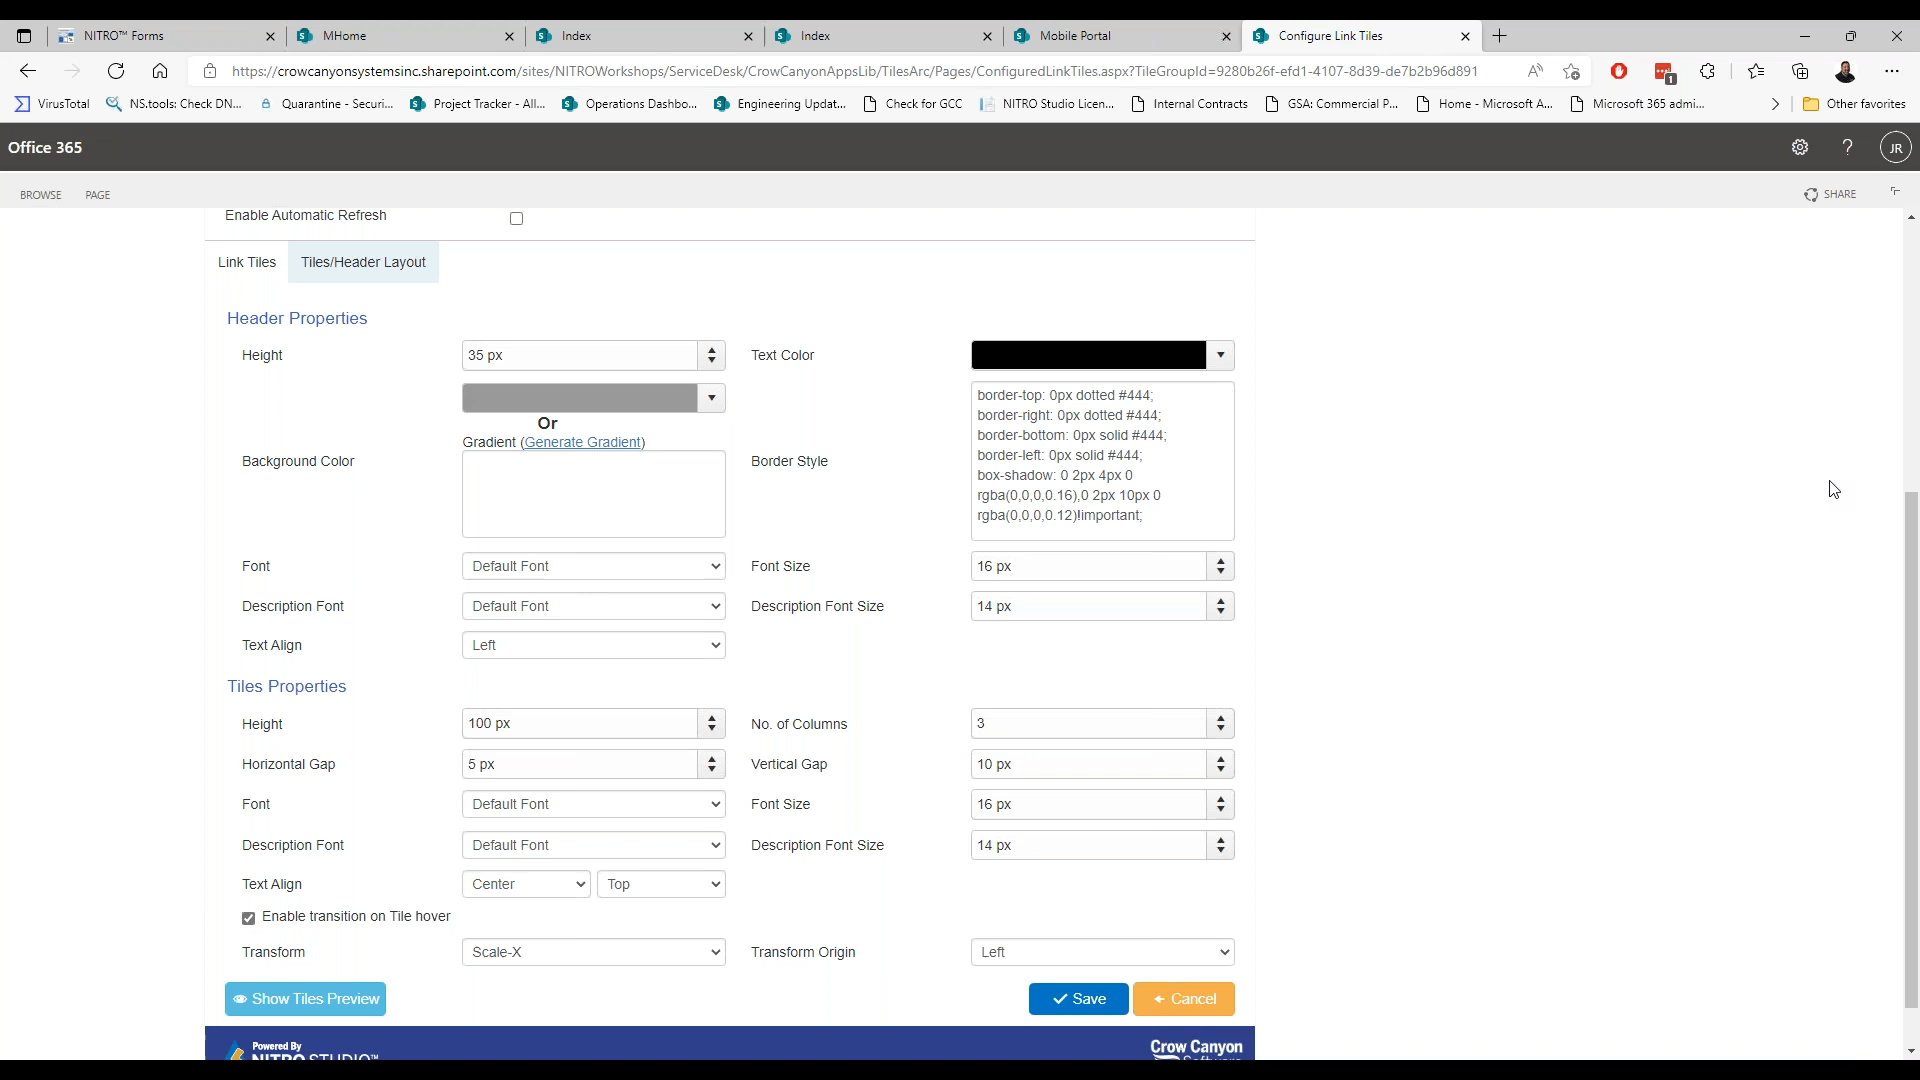 NITRO™ Forms
MHome
Index
Index
Mobile Portal
Configure Link Tiles
https://crowcanyonsystemsinc.sharepoint.com/sites/NITROWorkshops/ServiceDesk/CrowCanyonAppsLib/TilesArc/Pages/ConfiguredLinkTiles.aspx?TileGroupId=9280b26f-efd1-4107-8d39-de7b2b96d891
1
VirusTotal
NS.tools: Check DN...
Quarantine - Securi...
Project Tracker - All...
Operations Dashbo...
Engineering Updat...
Check for GCC
NITRO Studio Licen...
Internal Contracts
GSA: Commercial P...
Home - Microsoft A...
Microsoft 365 admi...
Other favorites
Office 365
?
JR
BROWSE
PAGE
SHARE
Enable Automatic Refresh
Link Tiles
Tiles/Header Layout
Header Properties
Height
35 px
Text Color
Background Color
Or
Gradient (Generate Gradient)
Border Style
border-top: 0px dotted #444;
border-right: 0px dotted #444;
border-bottom: 0px solid #444;
border-left: 0px solid #444;
box-shadow: 0 2px 4px 0
rgba(0,0,0,0.16),0 2px 10px 0
rgba(0,0,0,0.12)!important;
Font
Default Font
Font Size
16 px
Description Font
Default Font
Description Font Size
14 px
Text Align
Left
Tiles Properties
Height
100 px
No. of Columns
3
Horizontal Gap
5 px
Vertical Gap
10 px
Font
Default Font
Font Size
16 px
Description Font
Default Font
Description Font Size
14 px
Text Align
Center
Top
Enable transition on Tile hover
Transform
Scale-X
Transform Origin
Left
Show Tiles Preview
Save
Cancel
Powered By
NITRO STUDIO™
Crow Canyon
Software